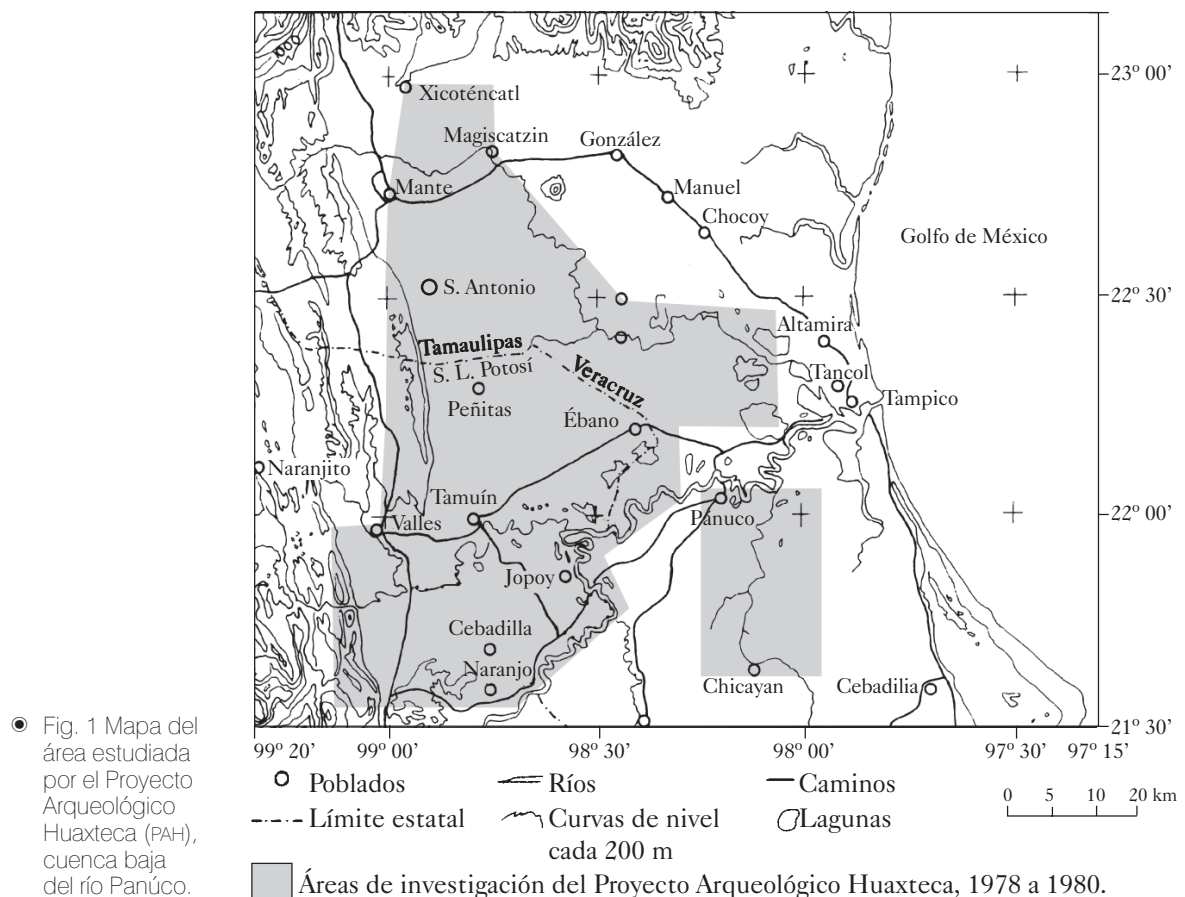 Xicoténcatl
23º 00’
Magiscatzin
González
Mante
Manuel
Chocoy
Golfo de México
S. Antonio
22º 30’
Altamira
Tamaulipas
S. L. Potosí
Veracruz
Peñitas
Tancol
Tampico
Ébano
Naranjito
Tamuín
Valles
Pánuco
22º 00’
Jopoy
Cebadilla
Naranjo
Chicayan
Cebadilia
21º 30’
99º 20’ 99º 00’ 98º 30’ 98º 00’ 97º 30’ 97º 15’
Poblados Ríos Caminos
Límite estatal Curvas de nivel Lagunas
cada 200 m
0 5 10 20 km
Áreas de investigación del Proyecto Arqueológico Huaxteca, 1978 a 1980.
Fig. 1 Mapa del
área estudiada
por el Proyecto
Arqueológico
Huaxteca (PAH),
cuenca baja
del río Panúco.